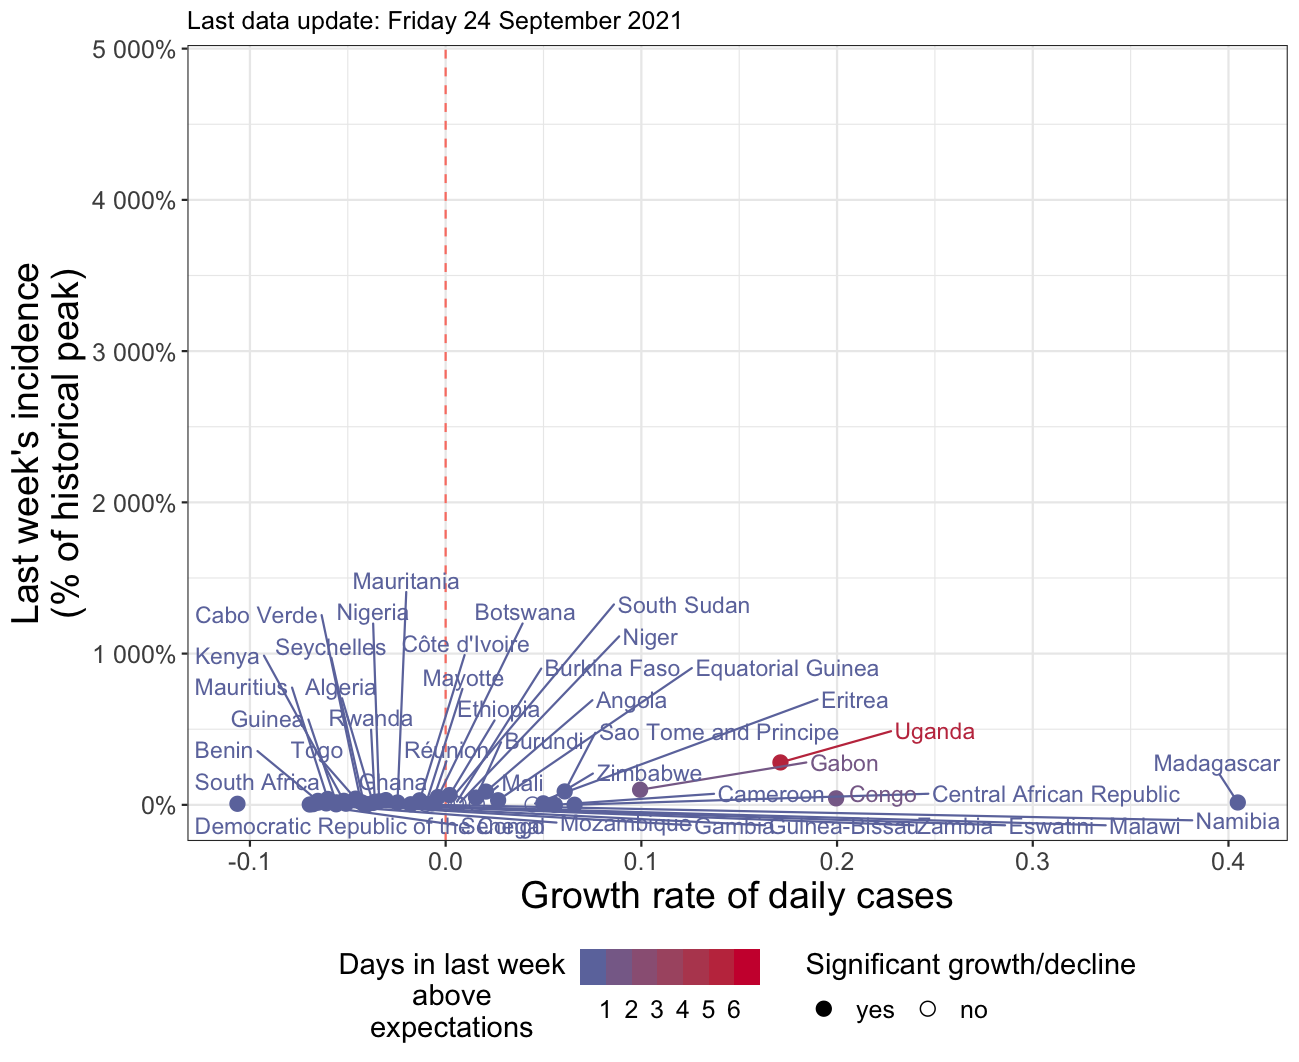 Last data update: Friday 24 September 2021
5 000%
4 000%
3 000%
2 000%
1 000%
0%
Last week's incidence
(% of historical peak)
Mauritania
Cabo Verde
Nigeria
Botswana
South Sudan
Kenya
Seychelles
Côte d'Ivoire
Niger
Mauritius
Algeria
Mayotte
Burkina Faso
Equatorial Guinea
Guinea
Rwanda
Ethiopia
Angola
Eritrea
Benin
Togo
Réunion
Burundi
Sao Tome and Principe
Uganda
South Africa
Ghana
Mali
Zimbabwe
Gabon
Madagascar
Cameroon
Congo
Central African Republic
Democratic Republic of the Congo
Senegal
Mozambique
Gambia
Guinea-Bissau
Zambia
Eswatini
Malawi
Namibia
-0.1
0.0
0.1
0.2
0.3
0.4
Growth rate of daily cases
Days in last week
above
expectations
1 2 3 4 5 6
Significant growth/decline
yes
no